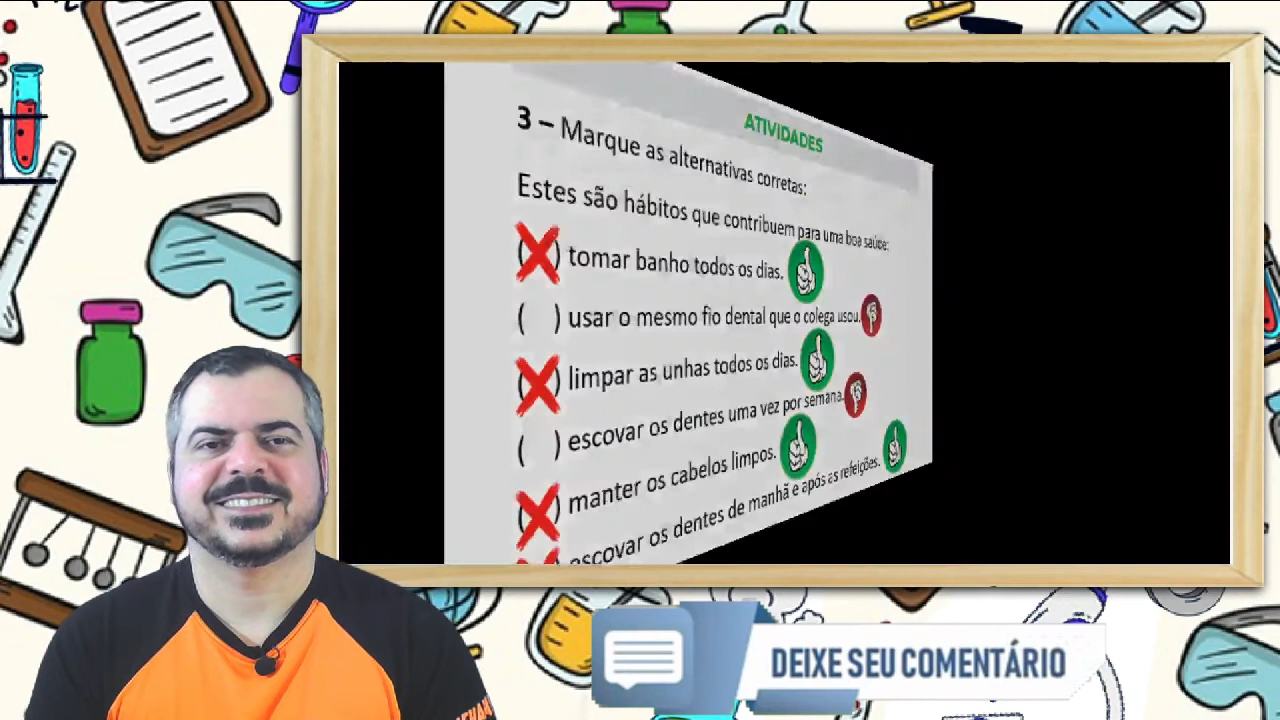 ATIVIDADES
3 – Marque as alternativas corretas:
Estes são hábitos que contribuem para uma boa saúde:
( ) tomar banho todos os dias.
( ) usar o mesmo fio dental que o colega usou.
( ) limpar as unhas todos os dias.
( ) escovar os dentes uma vez por semana.
( ) manter os cabelos limpos.
escovar os dentes de manhã e após as refeições.
DEIXE SEU COMENTÁRIO